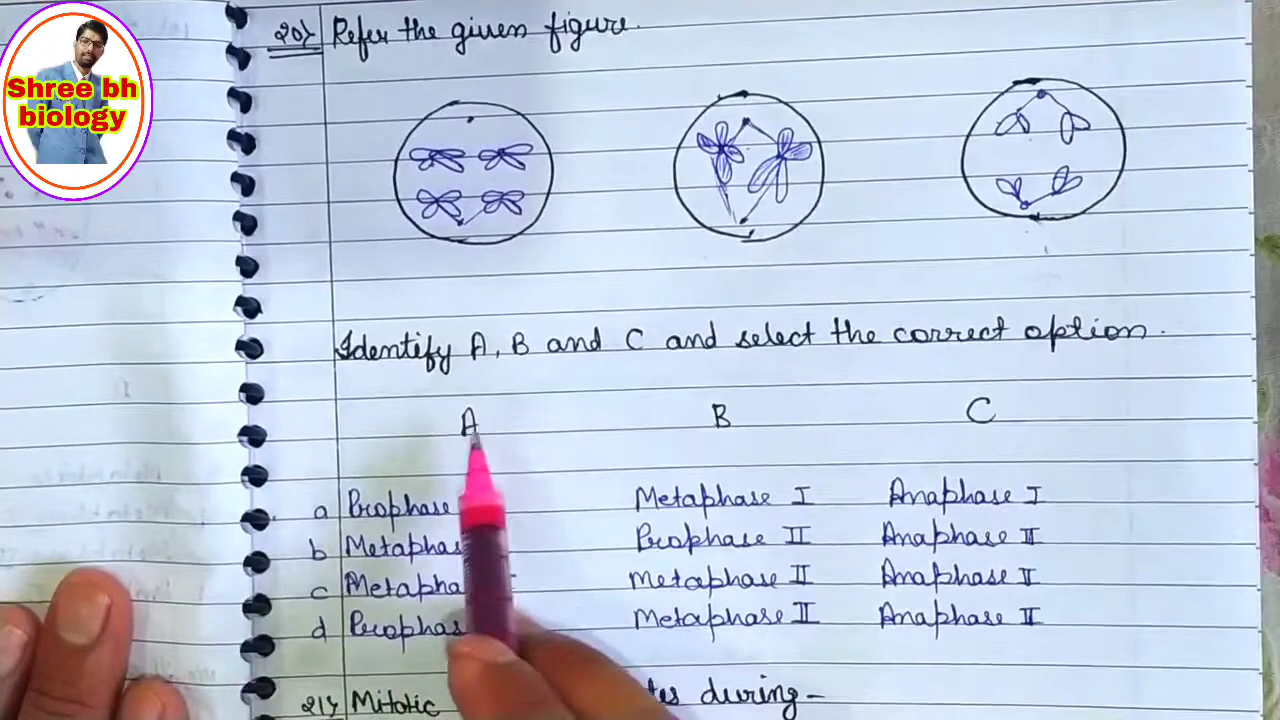 Shree bh
biology
20) Refer the given figure.
Identify A, B and C and select the correct option.
A B C
a Prophase Metaphase I Anaphase I
b Metaphas Prophase II Anaphase II
c Metapha Metaphase II Anaphase II
d Prophas Metaphase II Anaphase II
21) Mitotic tes during -